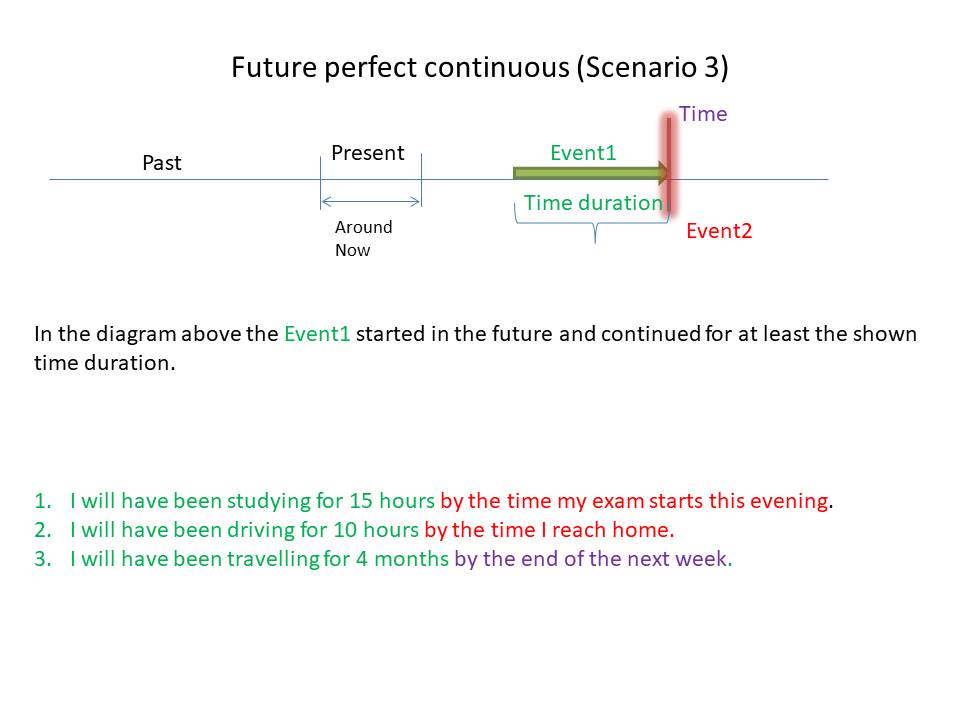 Future perfect continuous (Scenario 3)
Time
Past
Present
Event1
Time duration
Around
Now
Event2
In the diagram above the Event1 started in the future and continued for at least the shown
time duration.
1. I will have been studying for 15 hours by the time my exam starts this evening.
2. I will have been driving for 10 hours by the time I reach home.
3. I will have been travelling for 4 months by the end of the next week.